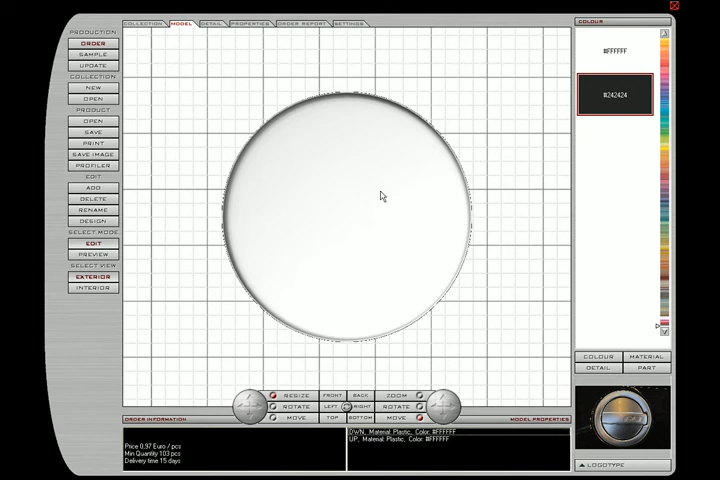 COLLECTION MODEL DETAIL PROPERTIES ORDER REPORT SETTINGS
COLOUR
PRODUCTION
ORDER
SAMPLE
UPDATE
COLLECTION
NEW
OPEN
PRODUCT
OPEN
SAVE
PRINT
SAVE IMAGE
PROFILER
EDIT
ADD
DELETE
RENAME
DESIGN
SELECT MODE
EDIT
PREVIEW
SELECT VIEW
EXTERIOR
INTERIOR
#FFFFFF
#242424
COLOUR MATERIAL
DETAIL PART
RESIZE FRONT BACK ZOOM
ROTATE LEFT RIGHT ROTATE
MOVE TOP BOTTOM MOVE
ORDER INFORMATION MODEL PROPERTIES
Price 0,97 Euro / pcs
Min Quantity 103 pcs
Delivery time 15 days
DWN, Material: Plastic, Color: #FFFFFF
UP, Material: Plastic, Color: #FFFFFF
LOGOTYPE